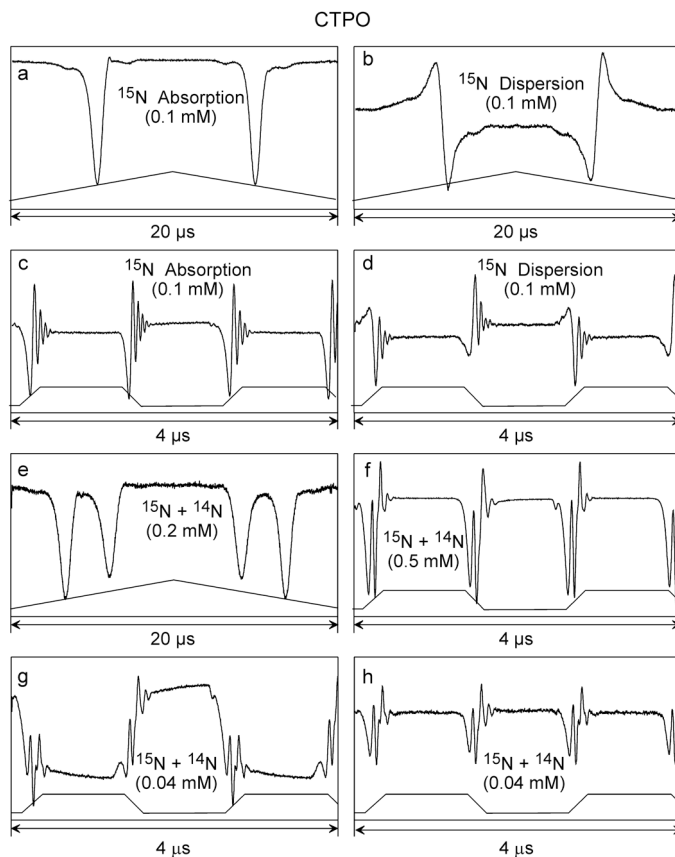 CTPO
a
¹⁵N Absorption
(0.1 mM)
20 µs
b
¹⁵N Dispersion
(0.1 mM)
20 µs
c
¹⁵N Absorption
(0.1 mM)
4 µs
d
¹⁵N Dispersion
(0.1 mM)
4 µs
e
¹⁵N + ¹⁴N
(0.2 mM)
20 µs
f
¹⁵N + ¹⁴N
(0.5 mM)
4 µs
g
¹⁵N + ¹⁴N
(0.04 mM)
4 µs
h
¹⁵N + ¹⁴N
(0.04 mM)
4 µs